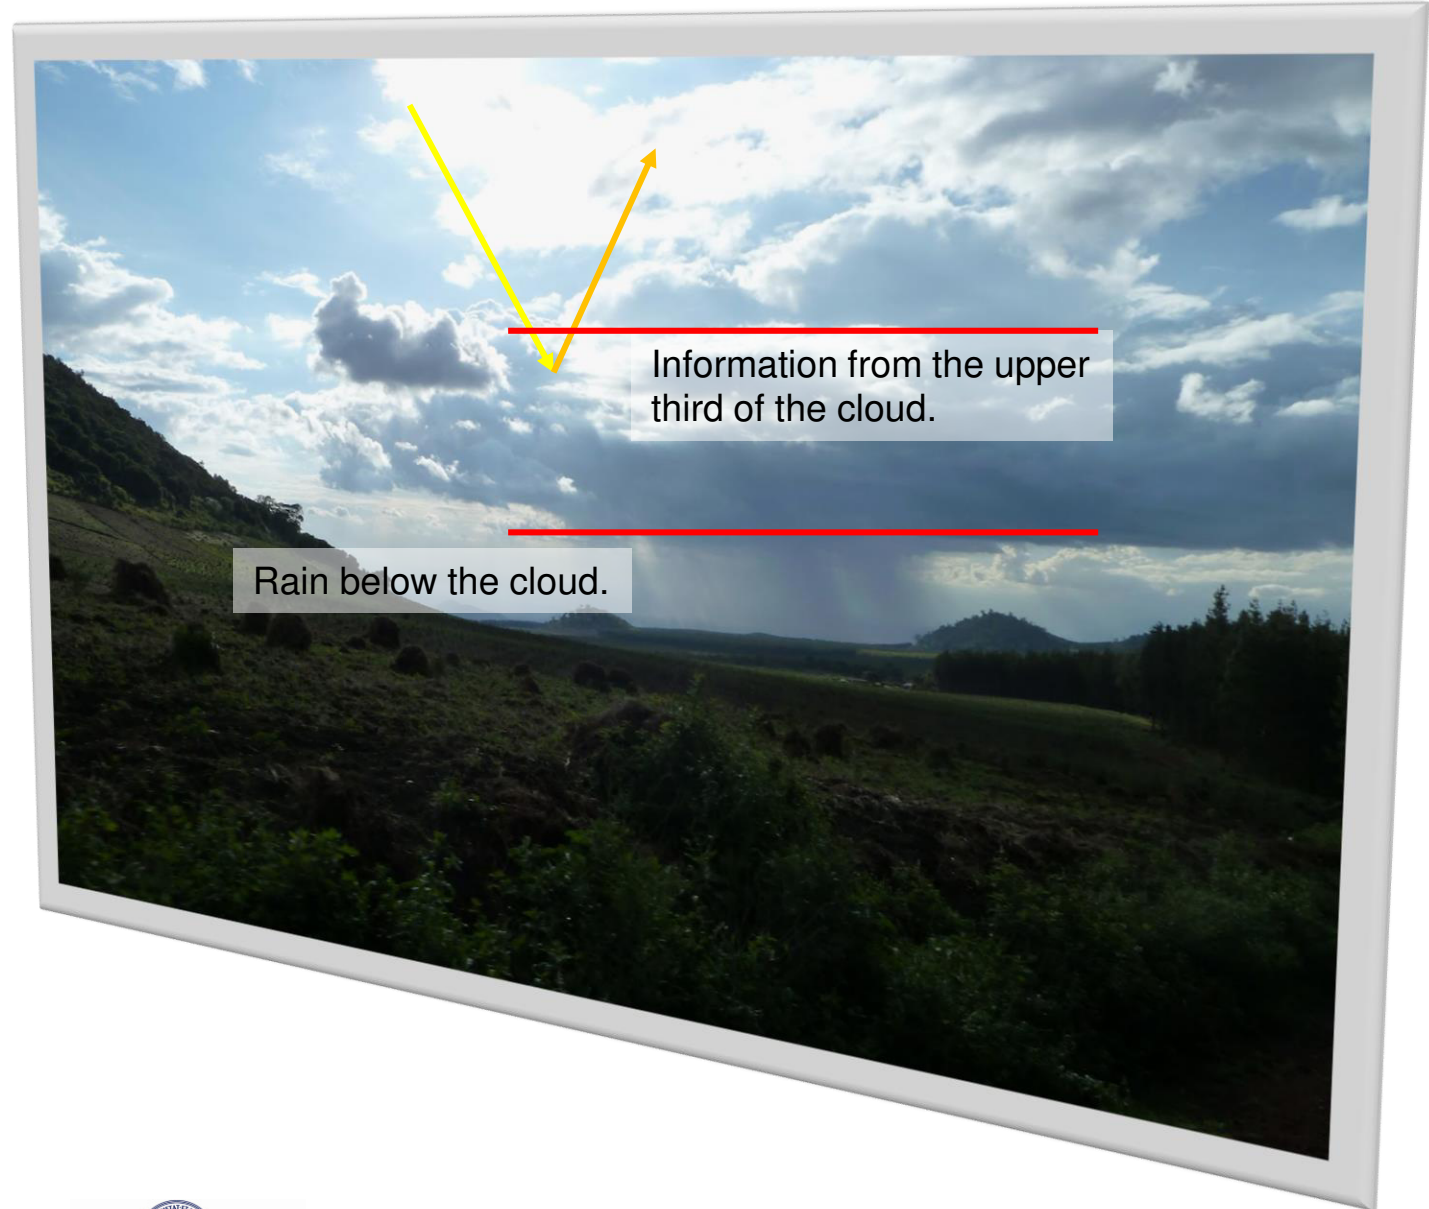 Information from the upper
third of the cloud.
Rain below the cloud.